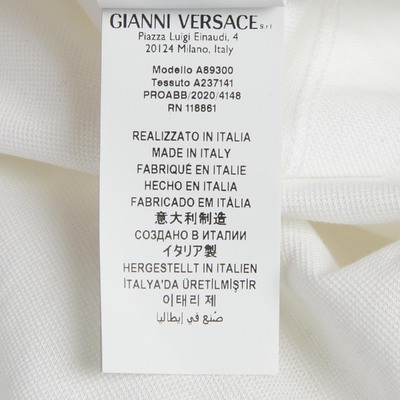 GIANNI VERSACE s.r.l.
Piazza Luigi Einaudi, 4
20124 Milano, Italy
Modello A89300
Tessuto A237141
PROABB/2020/4148
RN 118861
REALIZZATO IN ITALIA
MADE IN ITALY
FABRIQUÉ EN ITALIE
HECHO EN ITALIA
FABRICADO EM ITÀLIA
意大利制造
СОЗДАНО В ИТАЛИИ
イタリア製
HERGESTELLT IN ITALIEN
İTALYA'DA ÜRETİLMİŞTİR
이태리 제
صنع في إيطاليا